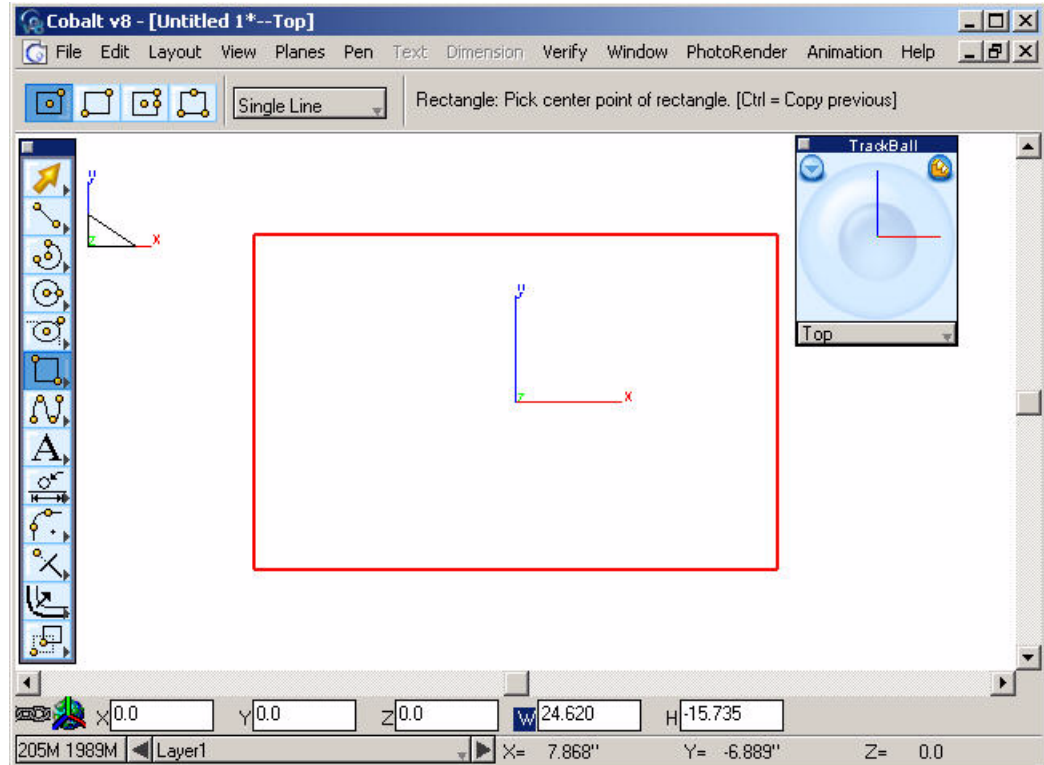 Cobalt v8 - [Untitled 1*--Top]
File Edit Layout View Planes Pen Text Dimension Verify Window PhotoRender Animation Help
Single Line
Rectangle: Pick center point of rectangle. [Ctrl = Copy previous]
TrackBall
y
z
x
Top
y
z
x
A
X 0.0 Y 0.0 Z 0.0 W 24.620 H -15.735
205M 1989M Layer1 X= 7.868" Y= -6.889" Z= 0.0